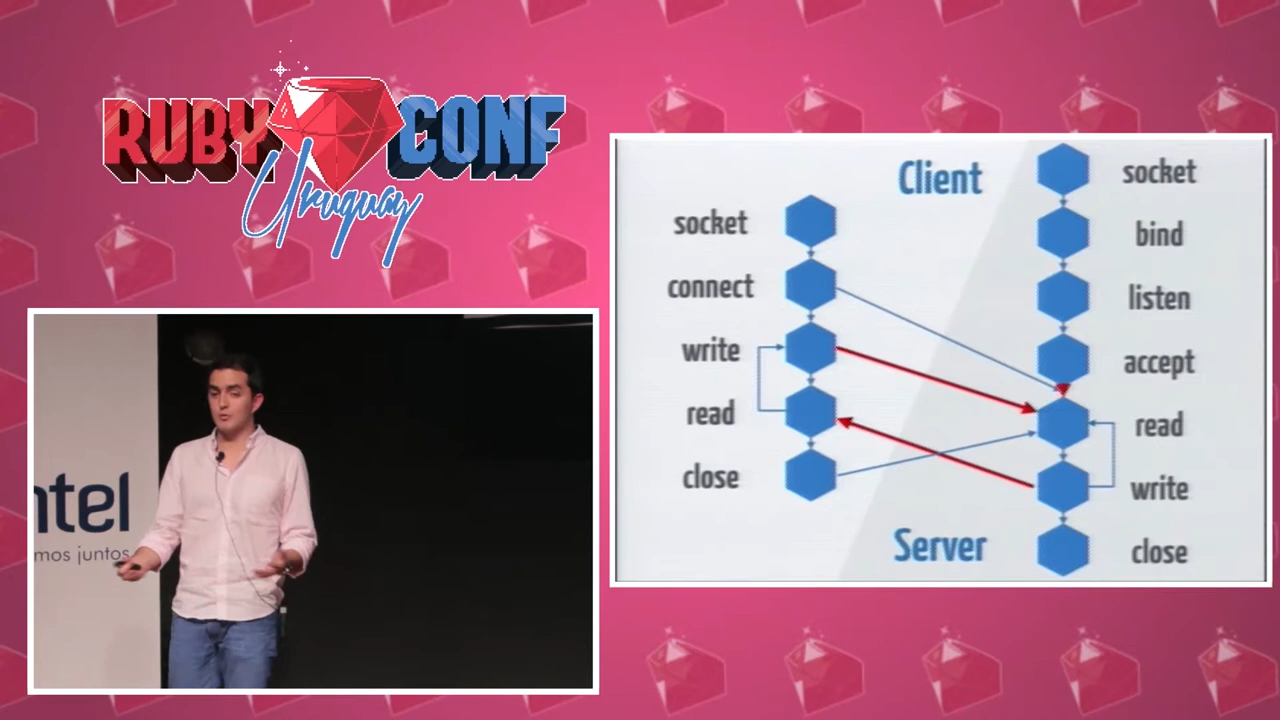 RUBY CONF
Uruguay
ntel
mos juntos
Client
socket
connect
write
read
close
socket
bind
listen
accept
read
write
close
Server